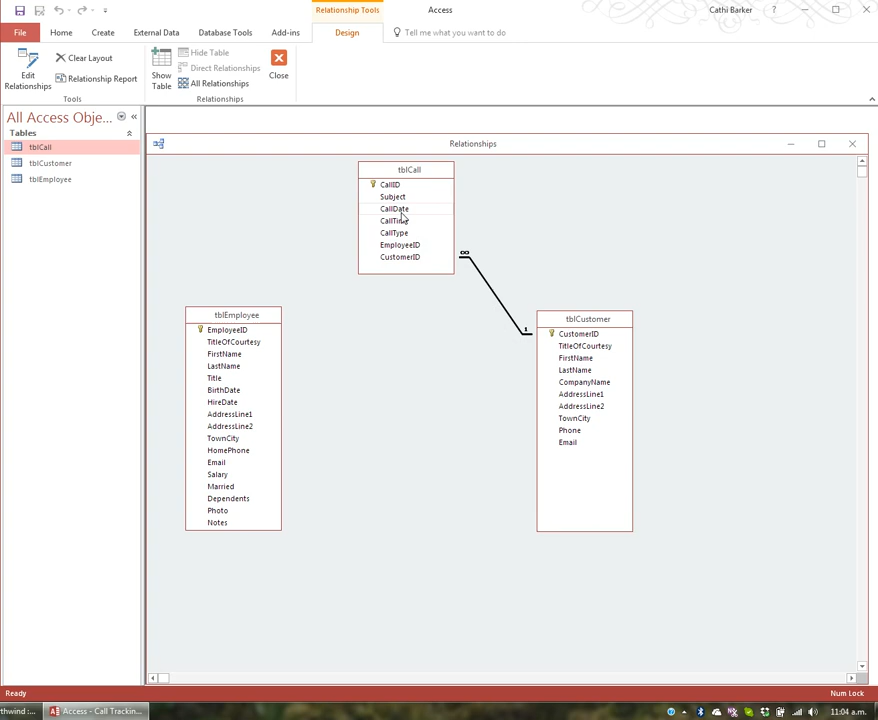 Relationship Tools
Access
Cathi Barker
?
File
Home
Create
External Data
Database Tools
Add-ins
Design
Tell me what you want to do
Edit
Relationships
Clear Layout
Relationship Report
Tools
Show
Table
Hide Table
Direct Relationships
All Relationships
Relationships
Close
All Access Obje...
Tables
tblCall
tblCustomer
tblEmployee
Relationships
tblCall
CallID
Subject
CallDate
CallTime
CallType
EmployeeID
CustomerID
∞
1
tblEmployee
EmployeeID
TitleOfCourtesy
FirstName
LastName
Title
BirthDate
HireDate
AddressLine1
AddressLine2
TownCity
HomePhone
Email
Salary
Married
Dependents
Photo
Notes
tblCustomer
CustomerID
TitleOfCourtesy
FirstName
LastName
CompanyName
AddressLine1
AddressLine2
TownCity
Phone
Email
Ready
Num Lock
thwind :...
Access - Call Trackin...
11:04 a.m.